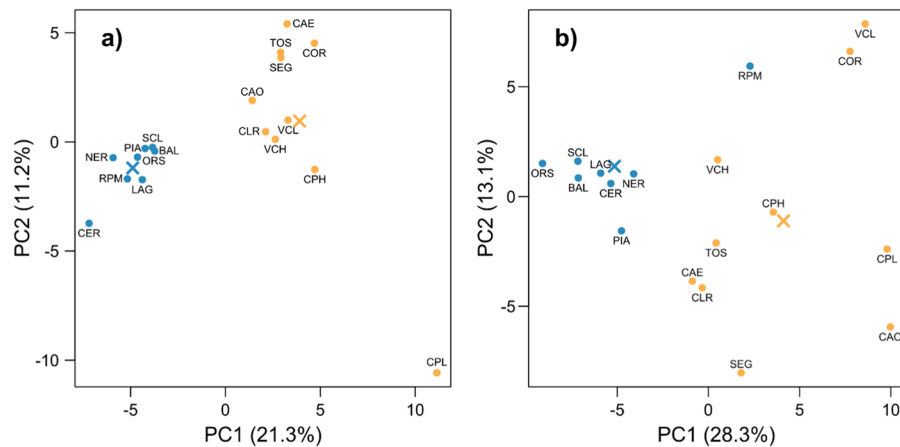 a)
CAE
TOS
COR
SEG
CAO
CLR
VCL
VCH
CPH
SCL
PIA
BAL
NER
ORS
RPM
LAG
CER
CPL
5
0
-5
-10
-5
0
5
10
PC2 (11.2%)
PC1 (21.3%)
b)
VCL
COR
RPM
SCL
LAG
ORS
BAL
CER
NER
VCH
PIA
CPH
TOS
CPL
CAE
CLR
CAO
SEG
5
0
-5
-5
0
5
10
PC2 (13.1%)
PC1 (28.3%)